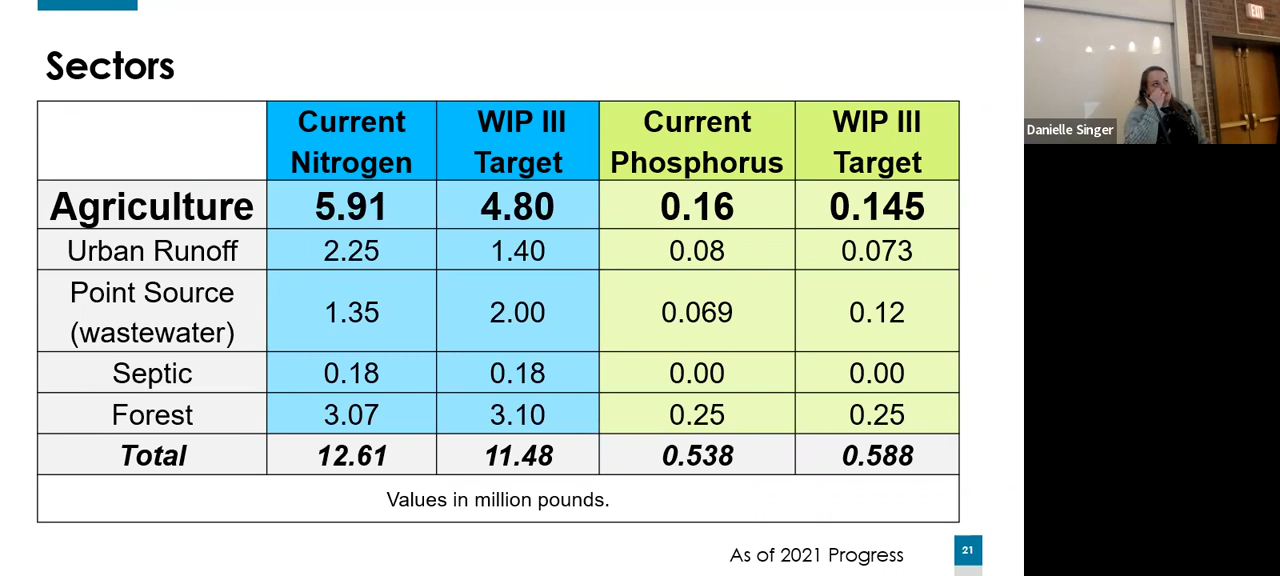 Sectors
Current Nitrogen WIP III Target Current Phosphorus WIP III Target
Agriculture 5.91 4.80 0.16 0.145
Urban Runoff 2.25 1.40 0.08 0.073
Point Source (wastewater) 1.35 2.00 0.069 0.12
Septic 0.18 0.18 0.00 0.00
Forest 3.07 3.10 0.25 0.25
Total 12.61 11.48 0.538 0.588
Values in million pounds.
As of 2021 Progress
21
EXIT
Danielle Singer